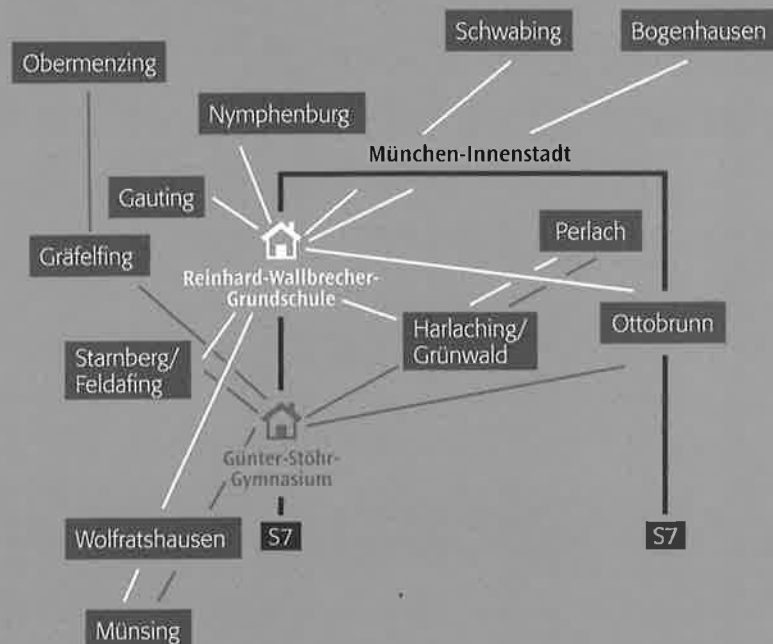 Schwabing
Bogenhausen
Obermenzing
Nymphenburg
München-Innenstadt
Gauting
Perlach
Gräfelfing
Reinhard-Wallbrecher-
Grundschule
Harlaching/
Grünwald
Ottobrunn
Starnberg/
Feldafing
Günter-Stöhr-
Gymnasium
Wolfratshausen
S7
S7
Münsing